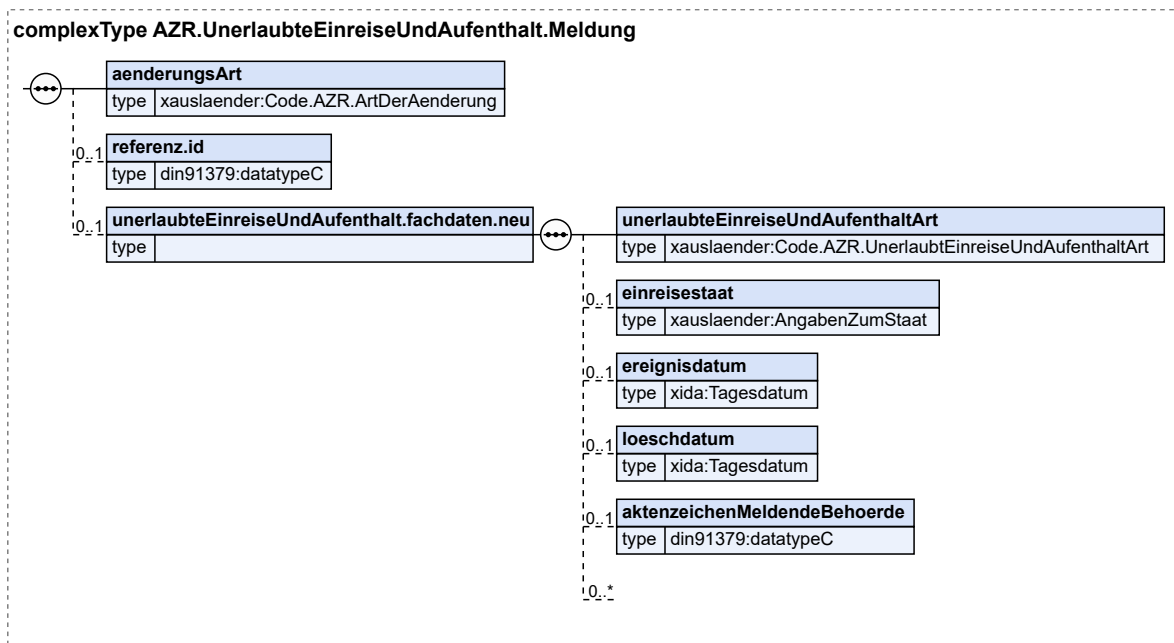 complexType AZR.UnerlaubteEinreiseUndAufenthalt.Meldung
aenderungsArt
type xauslaender:Code.AZR.ArtDerAenderung
0..1 referenz.id
type din91379:datatypeC
0..1 unerlaubteEinreiseUndAufenthalt.fachdaten.neu
type
unerlaubteEinreiseUndAufenthaltArt
type xauslaender:Code.AZR.UnerlaubtEinreiseUndAufenthaltArt
0..1 einreisestaat
type xauslaender:AngabenZumStaat
0..1 ereignisdatum
type xida:Tagesdatum
0..1 loeschdatum
type xida:Tagesdatum
0..1 aktenzeichenMeldendeBehoerde
type din91379:datatypeC
0..*